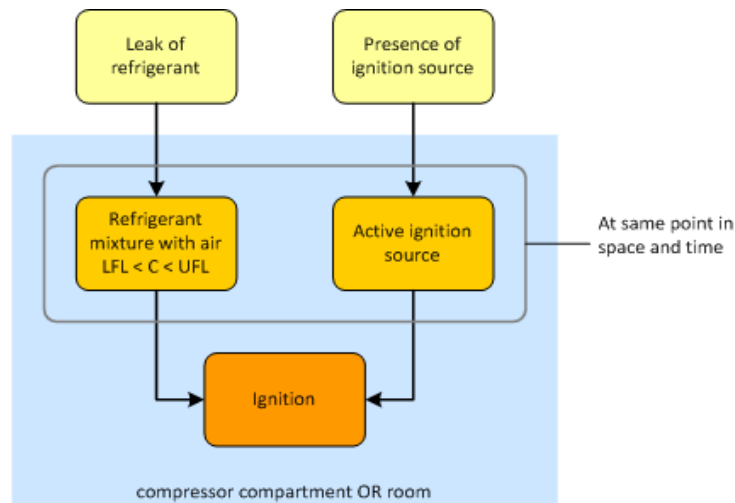 Leak of
refrigerant
Presence of
ignition source
Refrigerant
mixture with air
LFL < C < UFL
Active ignition
source
At same point in
space and time
Ignition
compressor compartment OR room